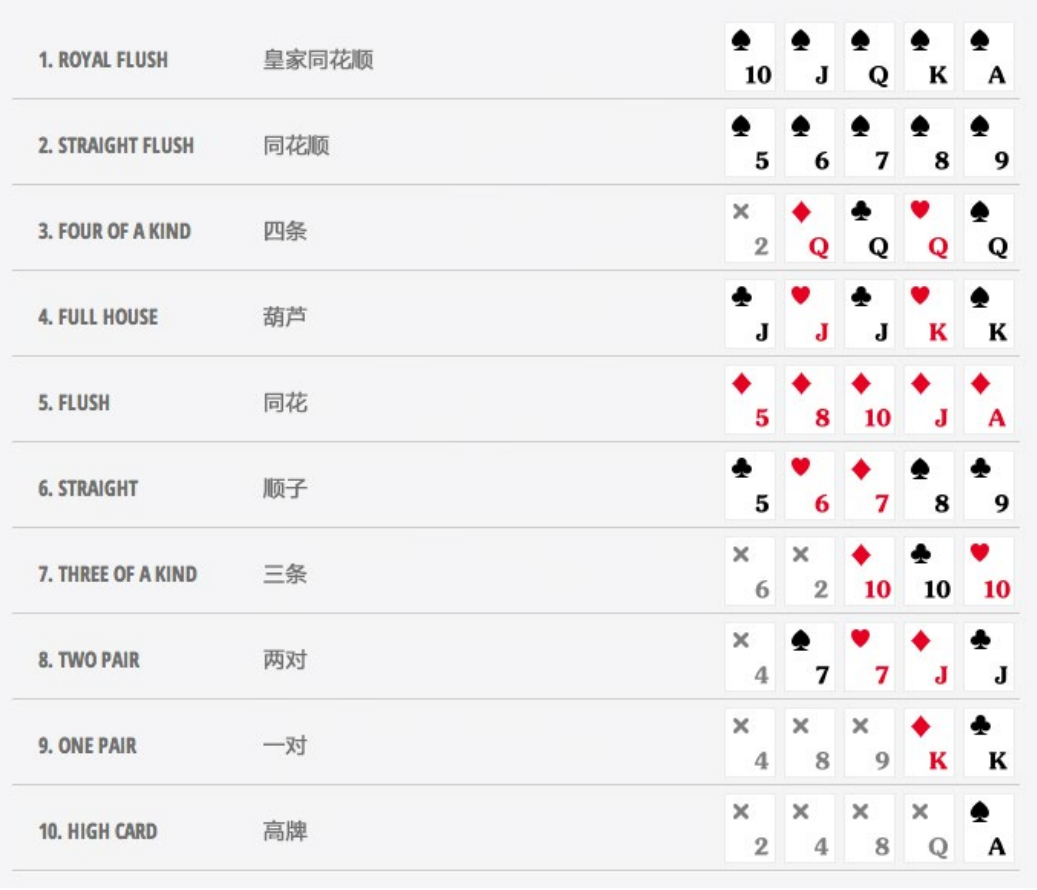 1. ROYAL FLUSH 皇家同花顺 ♠10 ♠J ♠Q ♠K ♠A
2. STRAIGHT FLUSH 同花顺 ♠5 ♠6 ♠7 ♠8 ♠9
3. FOUR OF A KIND 四条 ×2 ♦Q ♣Q ♥Q ♠Q
4. FULL HOUSE 葫芦 ♣J ♥J ♣J ♥K ♠K
5. FLUSH 同花 ♦5 ♦8 ♦10 ♦J ♦A
6. STRAIGHT 顺子 ♣5 ♥6 ♦7 ♠8 ♣9
7. THREE OF A KIND 三条 ×6 ×2 ♦10 ♣10 ♥10
8. TWO PAIR 两对 ×4 ♠7 ♥7 ♦J ♣J
9. ONE PAIR 一对 ×4 ×8 ×9 ♦K ♣K
10. HIGH CARD 高牌 ×2 ×4 ×8 ×Q ♠A